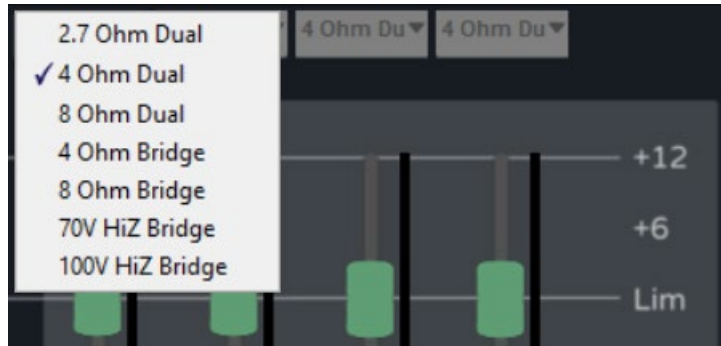 2.7 Ohm Dual
4 Ohm Dual
8 Ohm Dual
4 Ohm Bridge
8 Ohm Bridge
70V HiZ Bridge
100V HiZ Bridge
4 Ohm Du 4 Ohm Du
+12
+6
Lim